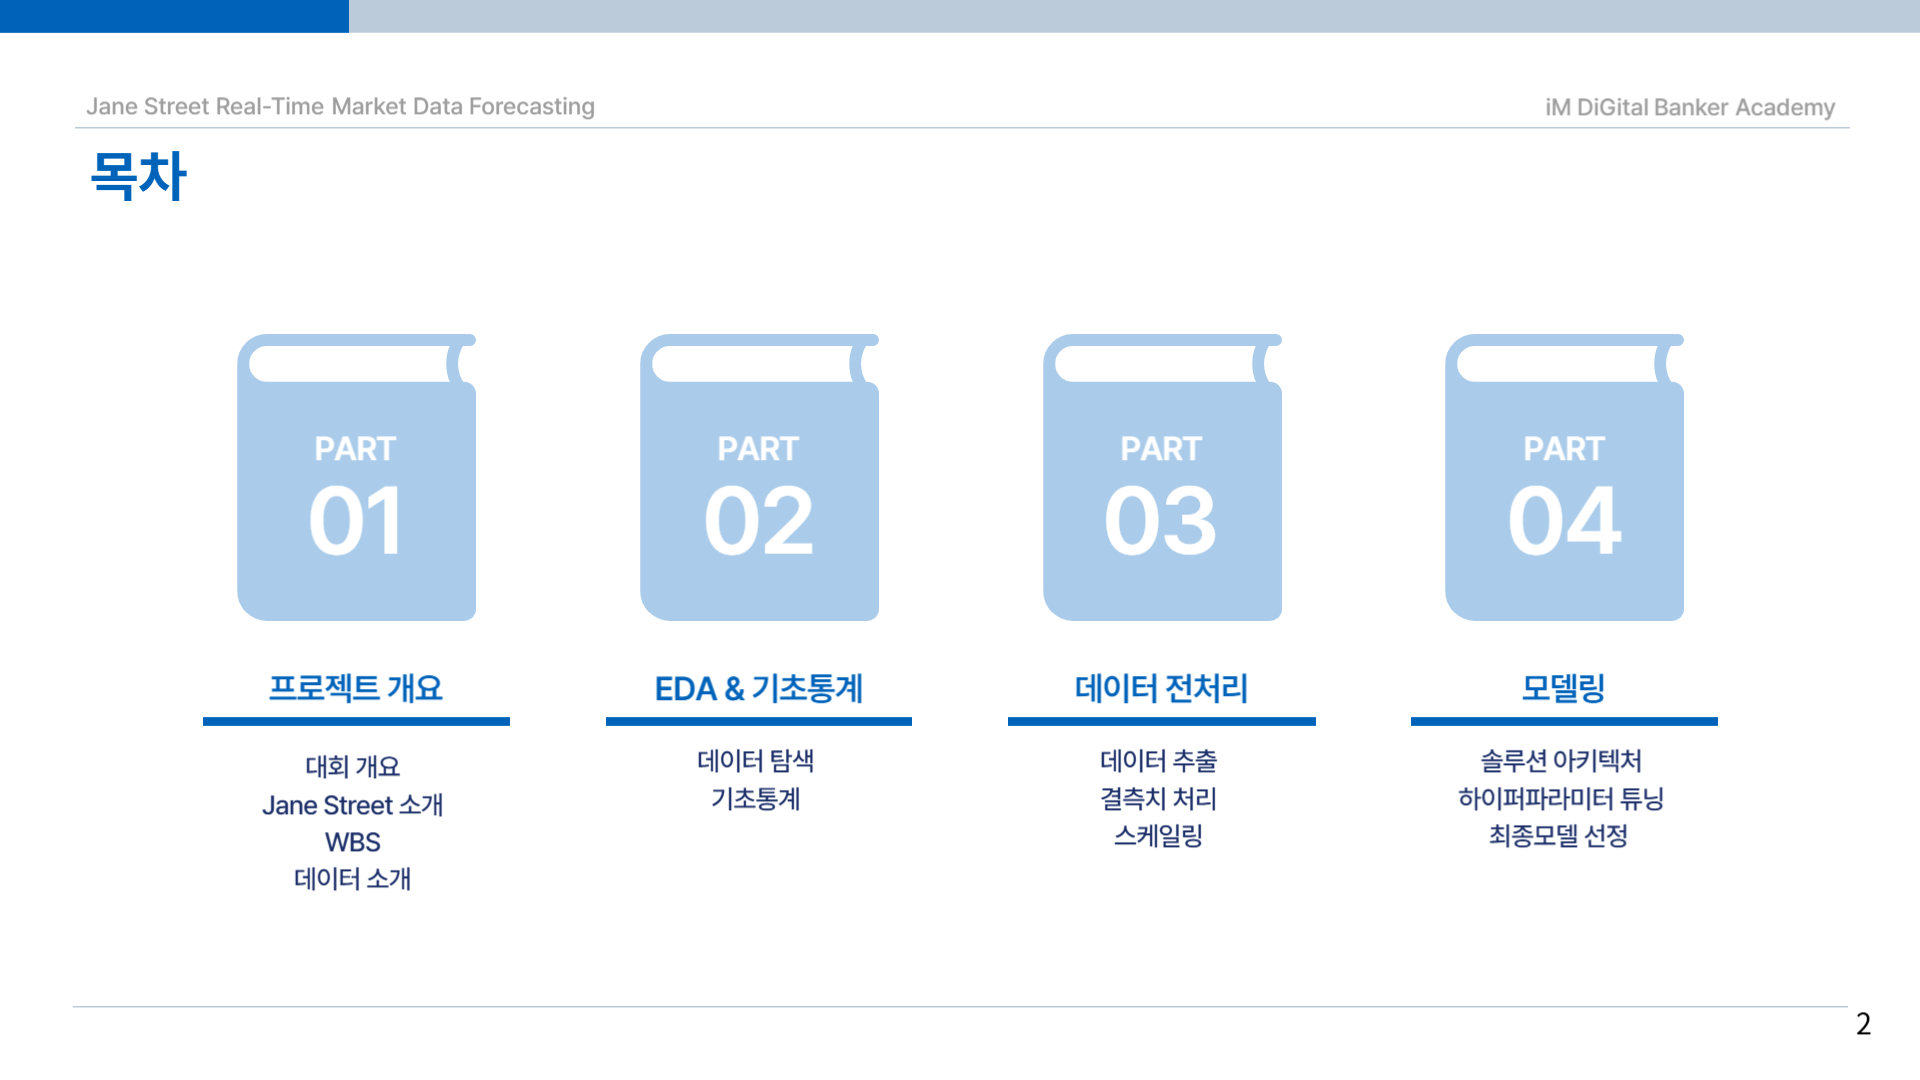 Jane Street Real-Time Market Data Forecasting
iM DiGital Banker Academy
목차
PART
01
프로젝트 개요
대회 개요
Jane Street 소개
WBS
데이터 소개
PART
02
EDA & 기초통계
데이터 탐색
기초통계
PART
03
데이터 전처리
데이터 추출
결측치 처리
스케일링
PART
04
모델링
솔루션 아키텍처
하이퍼파라미터 튜닝
최종모델 선정
2